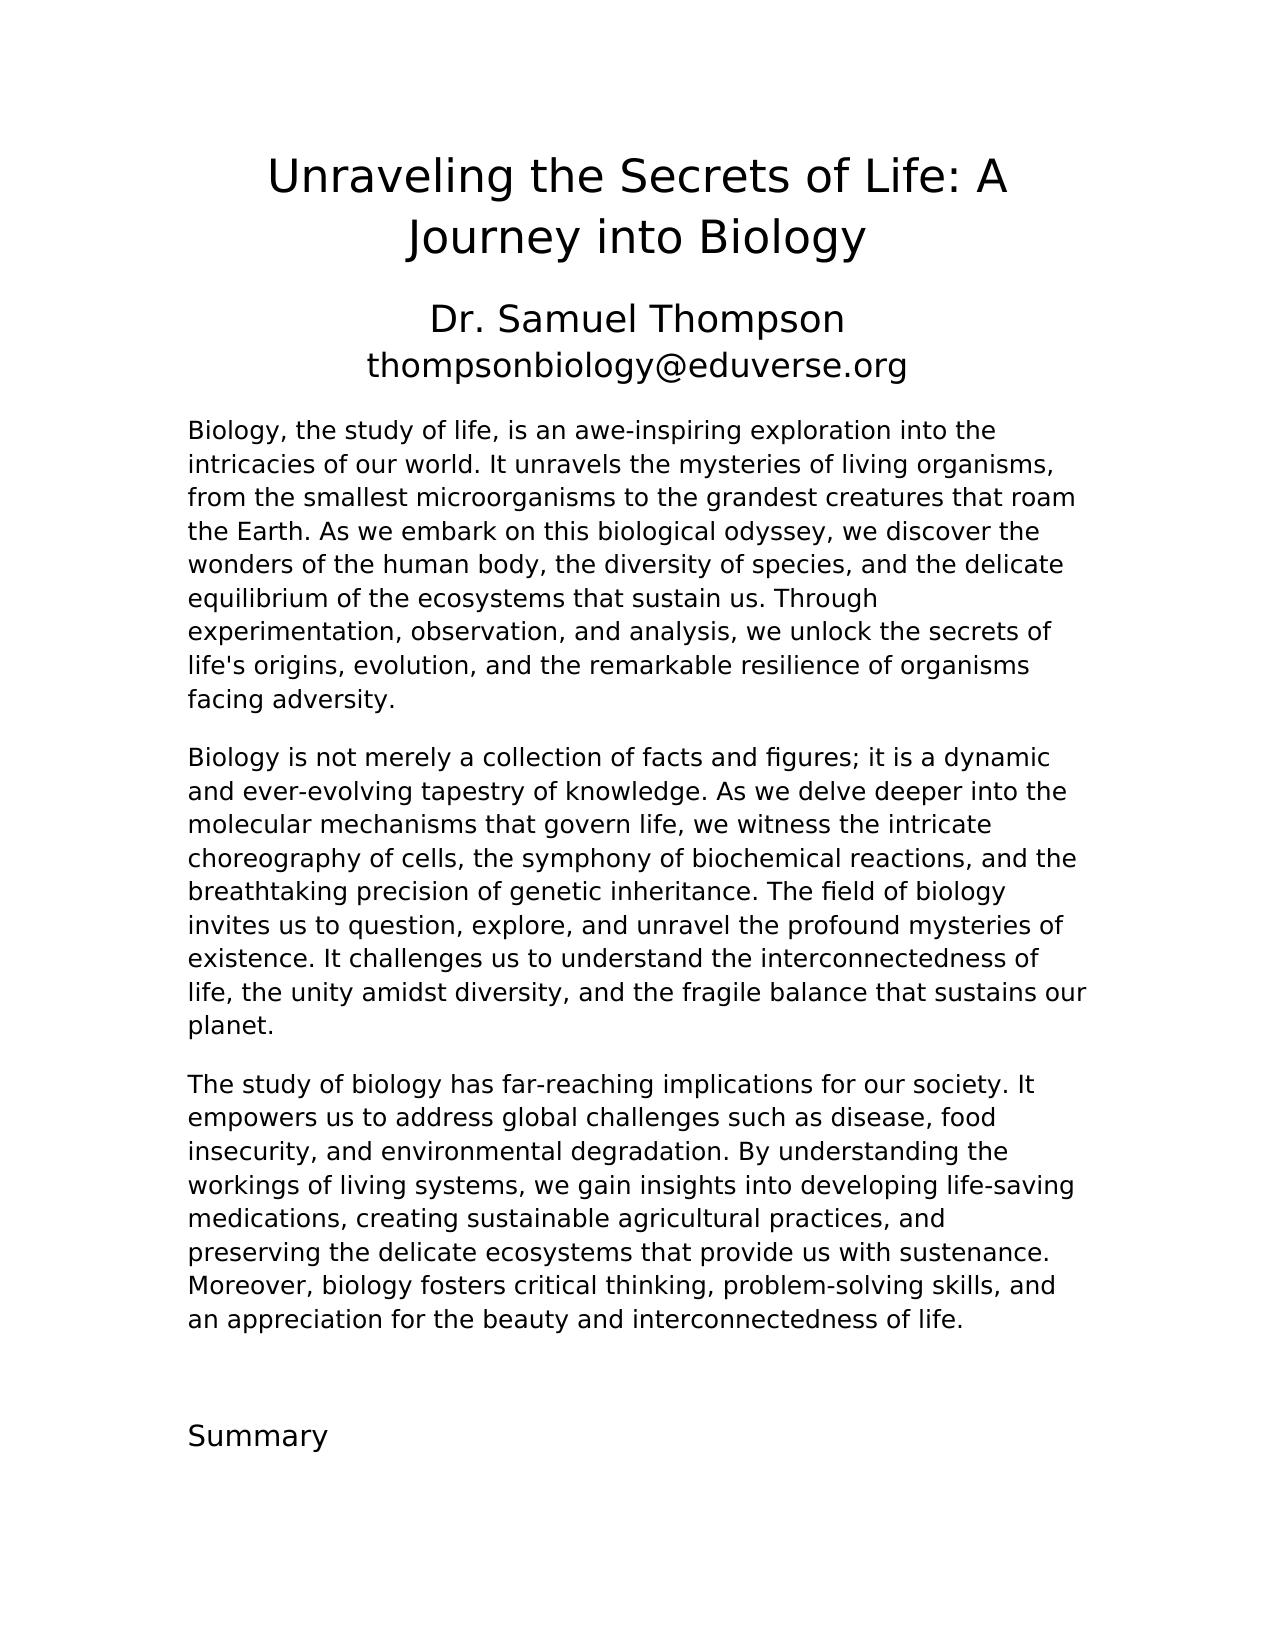 Unraveling the Secrets of Life: A
Journey into Biology
Dr. Samuel Thompson
thompsonbiology@eduverse.org
Biology, the study of life, is an awe-inspiring exploration into the
intricacies of our world. It unravels the mysteries of living organisms,
from the smallest microorganisms to the grandest creatures that roam
the Earth. As we embark on this biological odyssey, we discover the
wonders of the human body, the diversity of species, and the delicate
equilibrium of the ecosystems that sustain us. Through
experimentation, observation, and analysis, we unlock the secrets of
life's origins, evolution, and the remarkable resilience of organisms
facing adversity.
Biology is not merely a collection of facts and figures; it is a dynamic
and ever-evolving tapestry of knowledge. As we delve deeper into the
molecular mechanisms that govern life, we witness the intricate
choreography of cells, the symphony of biochemical reactions, and the
breathtaking precision of genetic inheritance. The field of biology
invites us to question, explore, and unravel the profound mysteries of
existence. It challenges us to understand the interconnectedness of
life, the unity amidst diversity, and the fragile balance that sustains our
planet.
The study of biology has far-reaching implications for our society. It
empowers us to address global challenges such as disease, food
insecurity, and environmental degradation. By understanding the
workings of living systems, we gain insights into developing life-saving
medications, creating sustainable agricultural practices, and
preserving the delicate ecosystems that provide us with sustenance.
Moreover, biology fosters critical thinking, problem-solving skills, and
an appreciation for the beauty and interconnectedness of life.
Summary